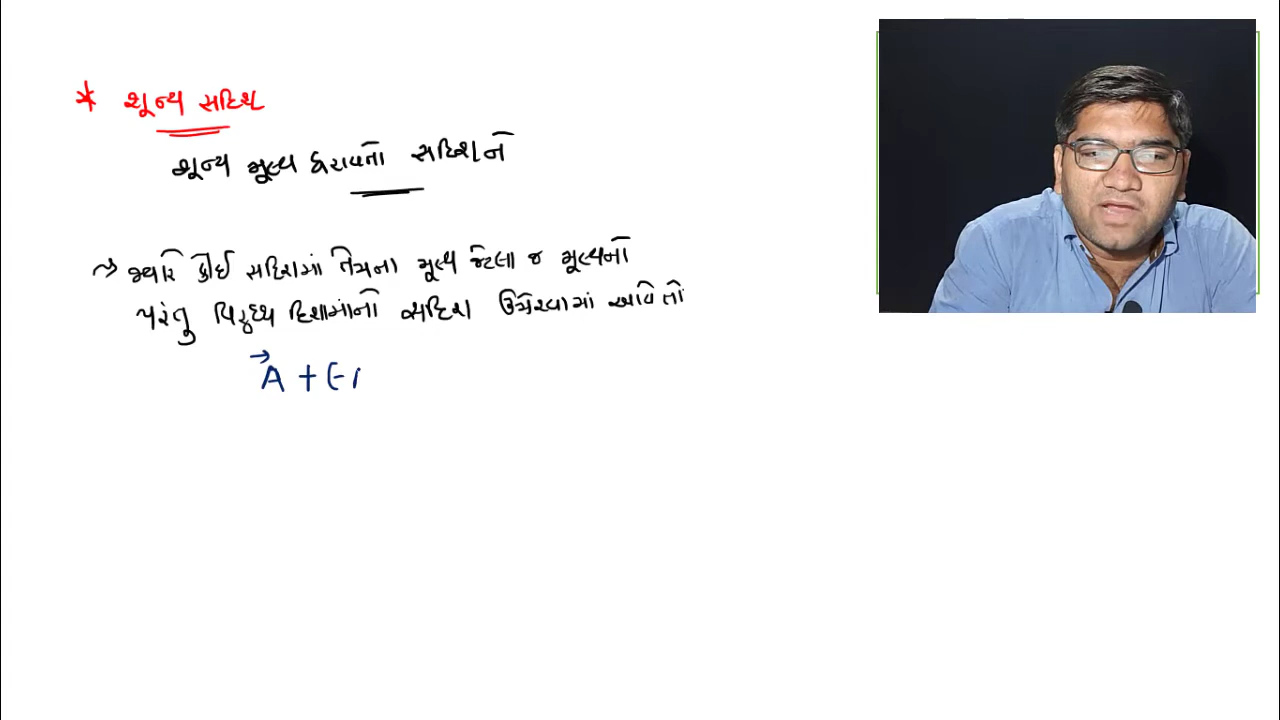 * શૂન્ય સદિશ
શૂન્ય મૂલ્ય ધરાવતો સદિશને
→ જ્યારે કોઈ સદિશમાં તેમના મૂલ્ય જેટલા જ મૂલ્યનો
પરંતુ વિરુધ્ધ દિશામાંનો સદિશ ઉમેરવામાં આવે તો
A⃗ + (-